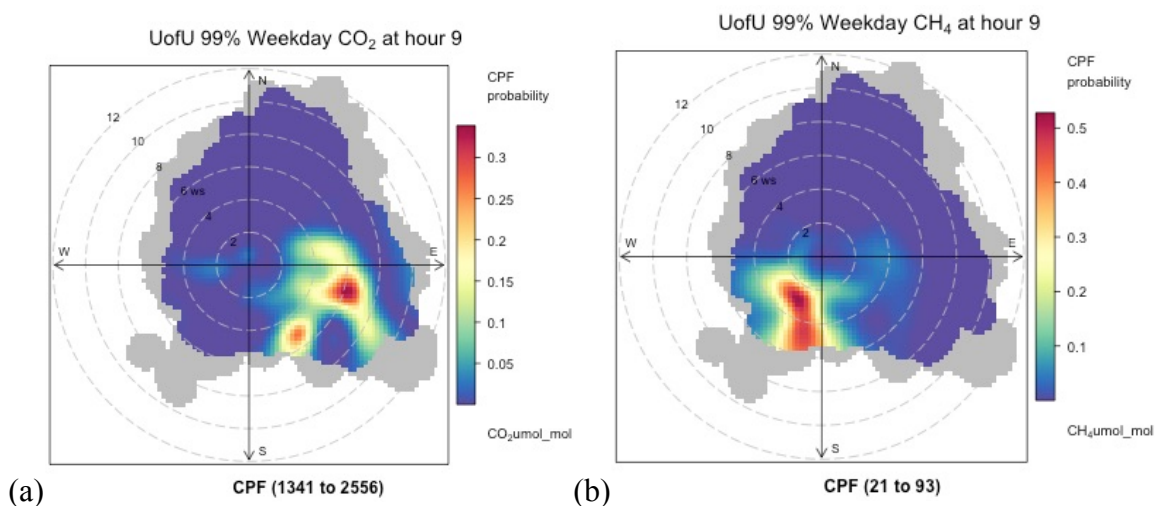 UofU 99% Weekday CO₂ at hour 9
CPF
probability
N
12
10
8
6 ws
4
2
W
E
S
0.3
0.25
0.2
0.15
0.1
0.05
CO₂umol_mol
(a)
CPF (1341 to 2556)
UofU 99% Weekday CH₄ at hour 9
CPF
probability
N
12
10
8
6 ws
4
2
W
E
S
0.5
0.4
0.3
0.2
0.1
CH₄umol_mol
(b)
CPF (21 to 93)